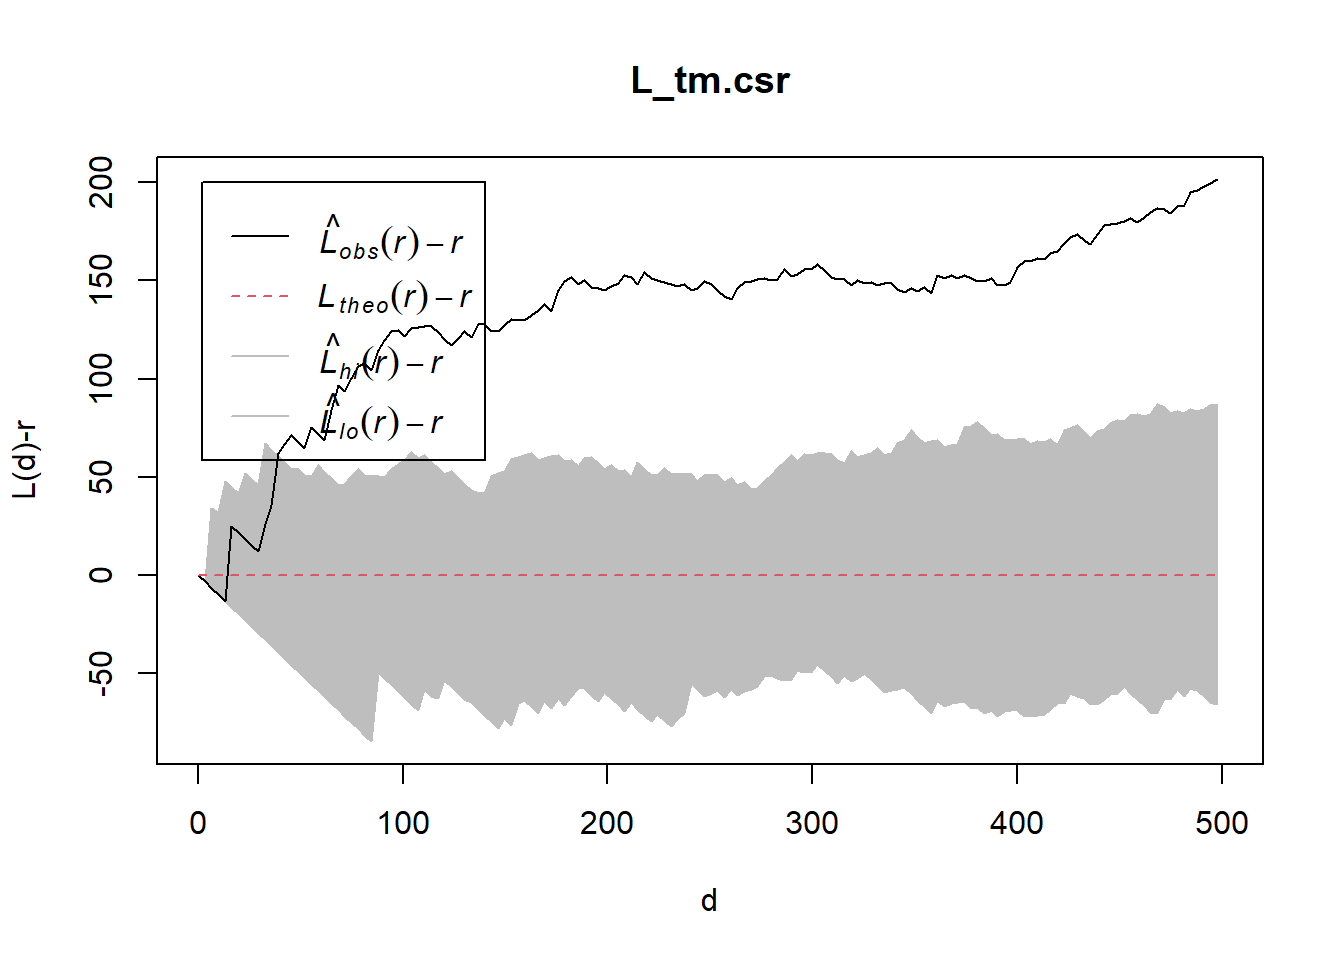 L_tm.csr
L̂obs(r) – r
Ltheo(r) – r
L̂hi(r) – r
L̂lo(r) – r
L(d)-r
200
150
100
50
0
-50
0 100 200 300 400 500
d